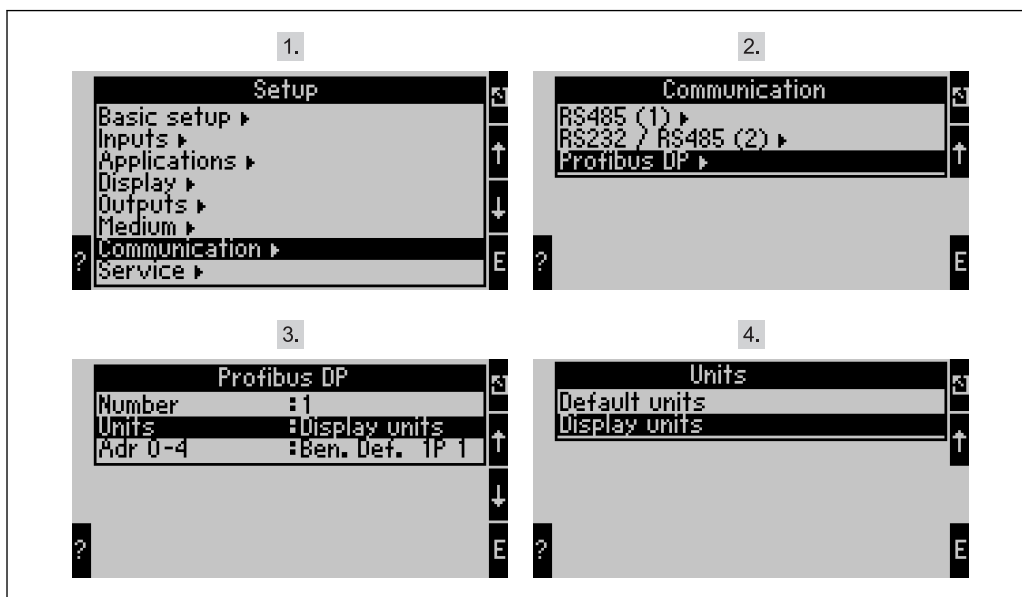 1.
Setup
Basic setup
Inputs
Applications
Display
Outputs
Medium
Communication
Service
?
E
2.
Communication
RS485 (1)
RS232 / RS485 (2)
Profibus DP
?
E
3.
Profibus DP
Number :1
Units :Display units
Adr 0-4 :Ben. Def. 1P 1
?
E
4.
Units
Default units
Display units
?
E